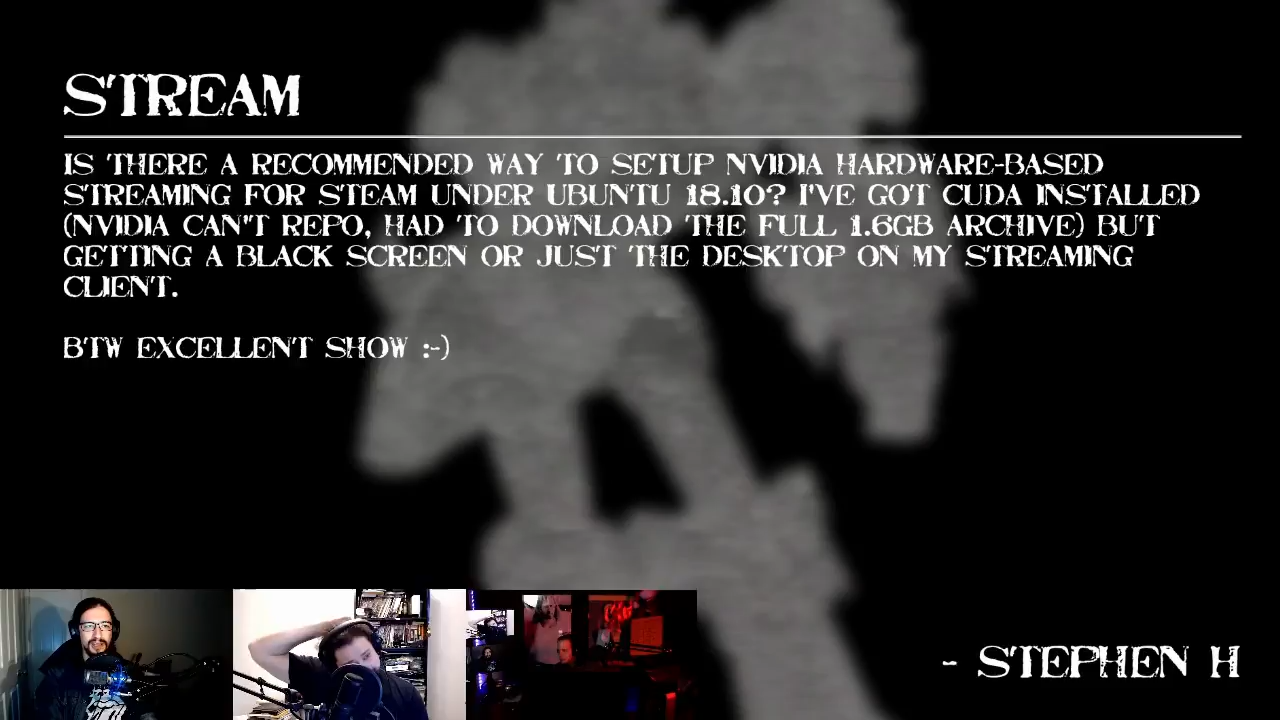 STREAM
IS THERE A RECOMMENDED WAY TO SETUP NVIDIA HARDWARE-BASED
STREAMING FOR STEAM UNDER UBUNTU 18.10? I'VE GOT CUDA INSTALLED
(NVIDIA CAN'T REPO, HAD TO DOWNLOAD THE FULL 1.6GB ARCHIVE) BUT
GETTING A BLACK SCREEN OR JUST THE DESKTOP ON MY STREAMING
CLIENT.
BTW EXCELLENT SHOW :-)
- STEPHEN H